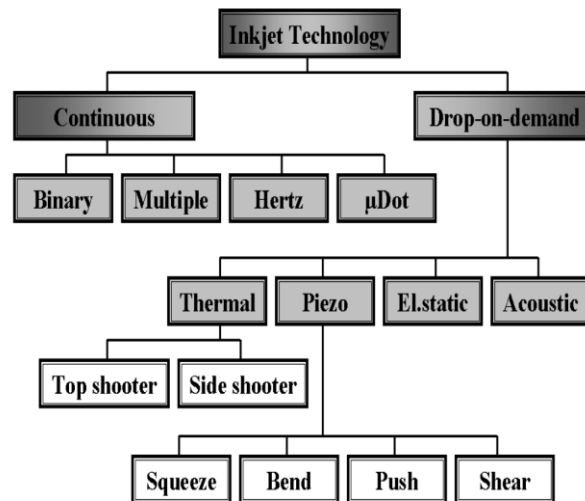 Inkjet Technology
Continuous
Drop-on-demand
Binary
Multiple
Hertz
µDot
Thermal
Piezo
El.static
Acoustic
Top shooter
Side shooter
Squeeze
Bend
Push
Shear